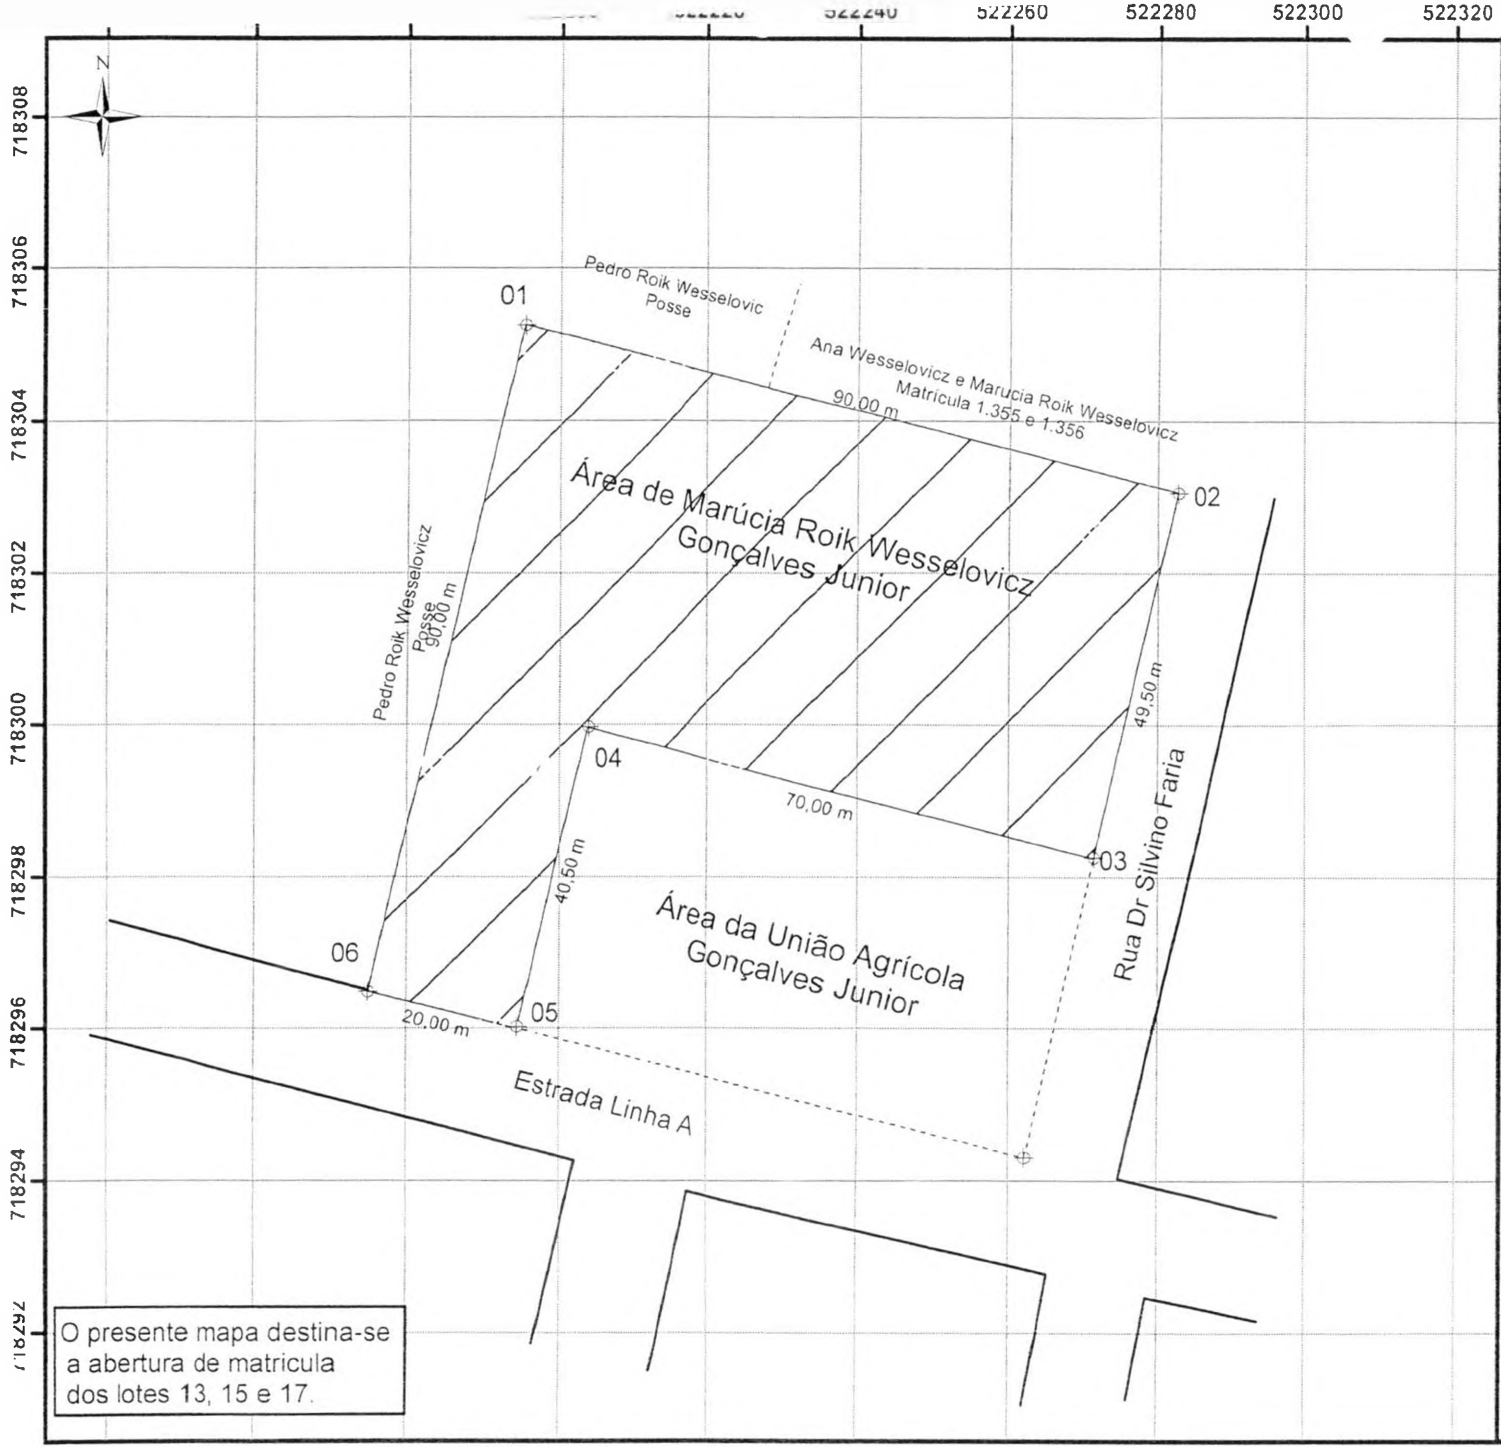 522220 522240 522260 522280 522300 522320
N
718308
718306
718304
718302
718300
718298
718296
718294
718292
01
Pedro Roik Wesselovic
Posse
Ana Wesselovicz e Marucia Roik Wesselovicz
Matrícula 1.355 e 1.356
90,00 m
02
Área de Marúcia Roik Wesselovicz
Gonçalves Junior
Pedro Roik Wesselovicz
Posse
90,00 m
49,50 m
04
70,00 m
03
Rua Dr Silvino Faria
40,50 m
Área da União Agrícola
Gonçalves Junior
06
20,00 m
05
Estrada Linha A
O presente mapa destina-se
a abertura de matricula
dos lotes 13, 15 e 17.